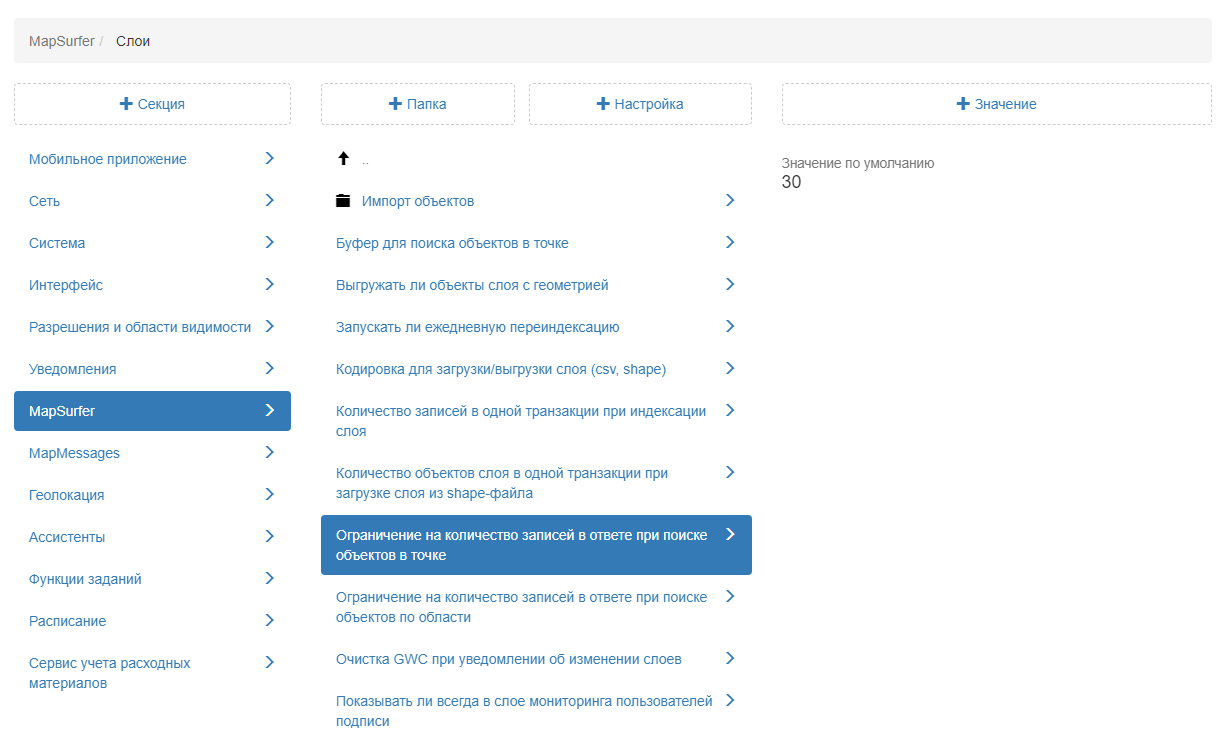 MapSurfer / Слои
Секция
Папка
Настройка
Значение
Мобильное приложение
Сеть
Система
Интерфейс
Разрешения и области видимости
Уведомления
MapSurfer
MapMessages
Геолокация
Ассистенты
Функции заданий
Расписание
Сервис учета расходных
материалов
..
Импорт объектов
Буфер для поиска объектов в точке
Выгружать ли объекты слоя с геометрией
Запускать ли ежедневную переиндексацию
Кодировка для загрузки/выгрузки слоя (csv, shape)
Количество записей в одной транзакции при индексации
слоя
Количество объектов слоя в одной транзакции при
загрузке слоя из shape-файла
Ограничение на количество записей в ответе при поиске
объектов в точке
Ограничение на количество записей в ответе при поиске
объектов по области
Очистка GWC при уведомлении об изменении слоев
Показывать ли всегда в слое мониторинга пользователей
подписи
Значение по умолчанию
30